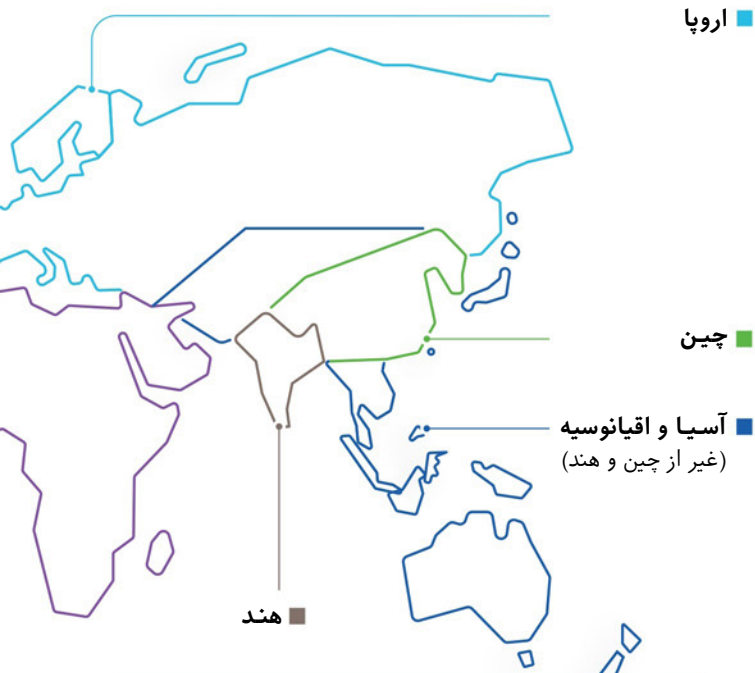 اروپا
چین
آسیا و اقیانوسیه
(غیر از چین و هند)
هند